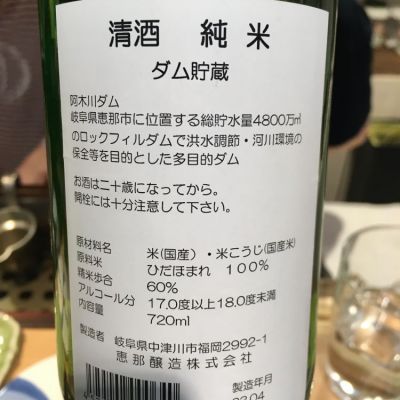 清酒 純米
ダム貯蔵
阿木川ダム
岐阜県恵那市に位置する総貯水量4800万㎥
のロックフィルダムで洪水調節・河川環境の
保全等を目的とした多目的ダム
お酒は二十歳になってから。
開栓には十分注意して下さい。
原材料名 米(国産)・米こうじ(国産米)
原料米 ひだほまれ 100%
精米歩合 60%
アルコール分 17.0度以上18.0度未満
内容量 720ml
製造者 岐阜県中津川市福岡2992-1
恵那醸造株式会社
製造年月